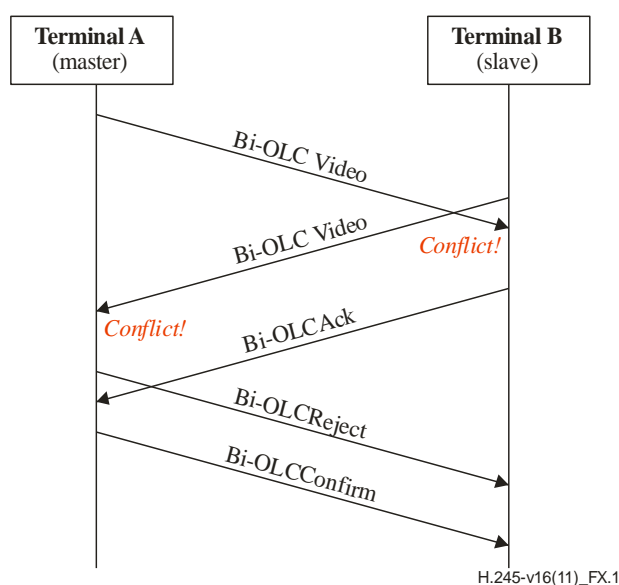 Terminal A
(master)
Terminal B
(slave)
Bi-OLC Video
Bi-OLC Video
Conflict!
Conflict!
Bi-OLCAck
Bi-OLCReject
Bi-OLCConfirm
H.245-v16(11)_FX.1